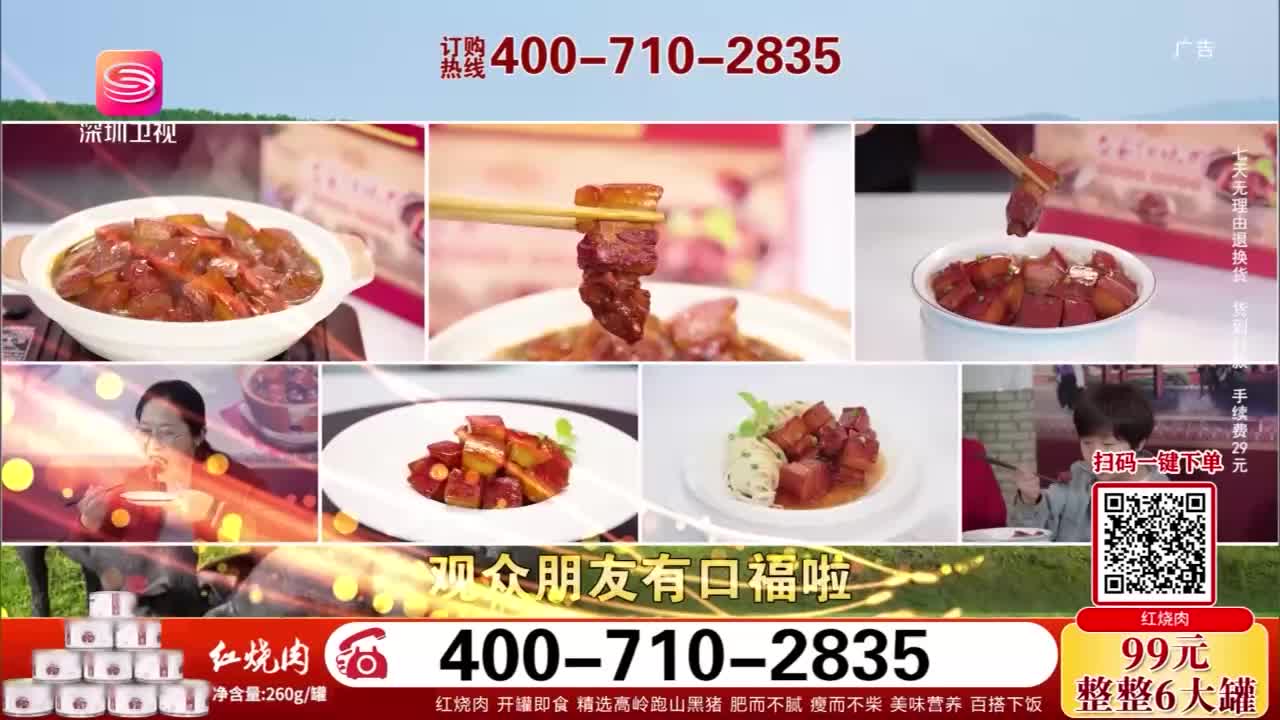 订购热线 400-710-2835
广告
深圳卫视
七天无理由退换货 货到付款 手续费29元
扫码一键下单
观众朋友有口福啦
红烧肉
净含量:260g/罐
400-710-2835
红烧肉 开罐即食 精选高岭跑山黑猪 肥而不腻 瘦而不柴 美味营养 百搭下饭
红烧肉
99元
整整6大罐